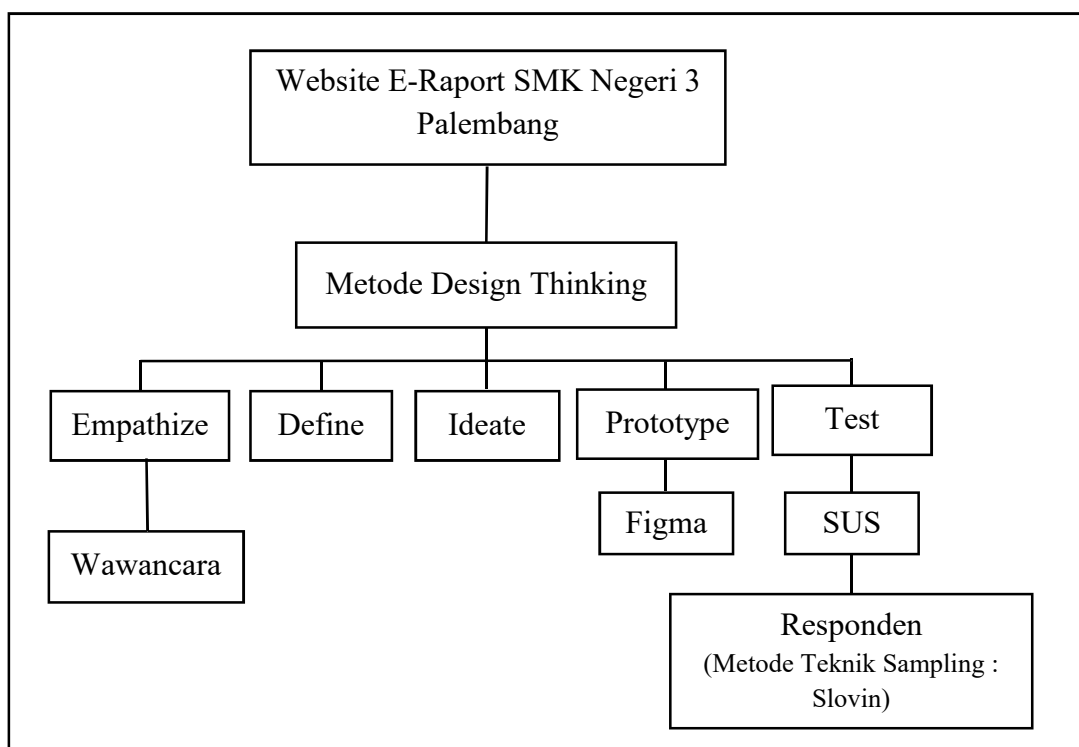 Website E-Raport SMK Negeri 3
Palembang
Metode Design Thinking
Empathize
Define
Ideate
Prototype
Test
Wawancara
Figma
SUS
Responden
(Metode Teknik Sampling :
Slovin)